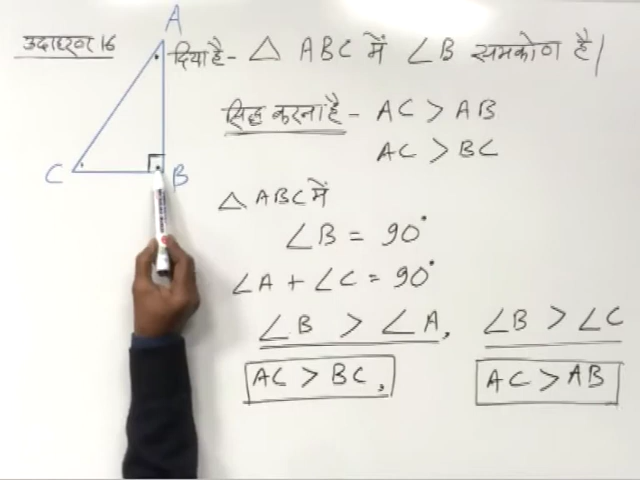 A
उदाहरण 16
दिया है - △ ABC में ∠B समकोण है।
सिद्ध करना है - AC > AB
AC > BC
C
B
△ ABC में
∠B = 90°
∠A + ∠C = 90°
∠B > ∠A, ∠B > ∠C
AC > BC, AC > AB